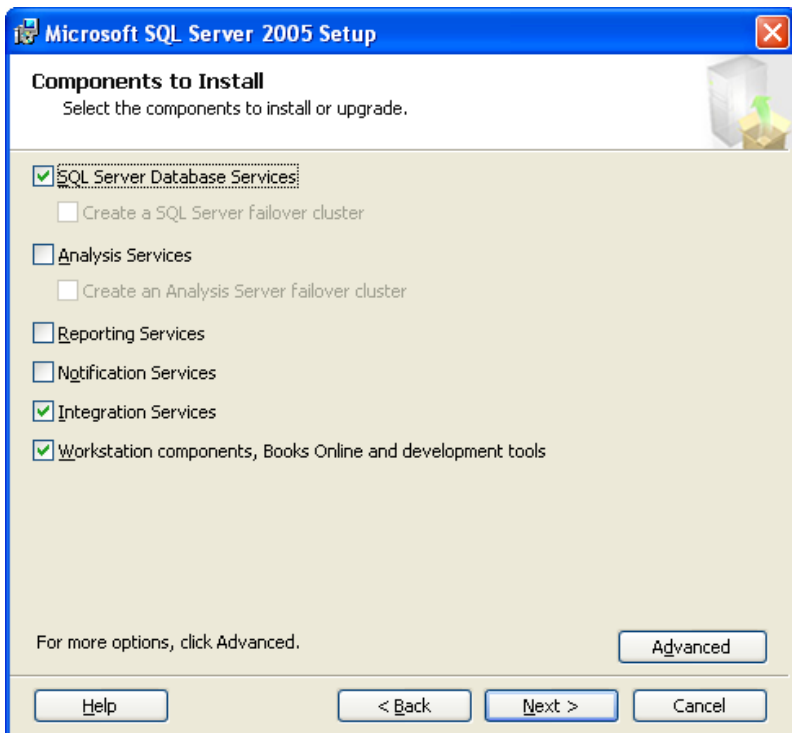 Microsoft SQL Server 2005 Setup
Components to Install
Select the components to install or upgrade.
SQL Server Database Services
Create a SQL Server failover cluster
Analysis Services
Create an Analysis Server failover cluster
Reporting Services
Notification Services
Integration Services
Workstation components, Books Online and development tools
For more options, click Advanced.
Advanced
Help
< Back
Next >
Cancel